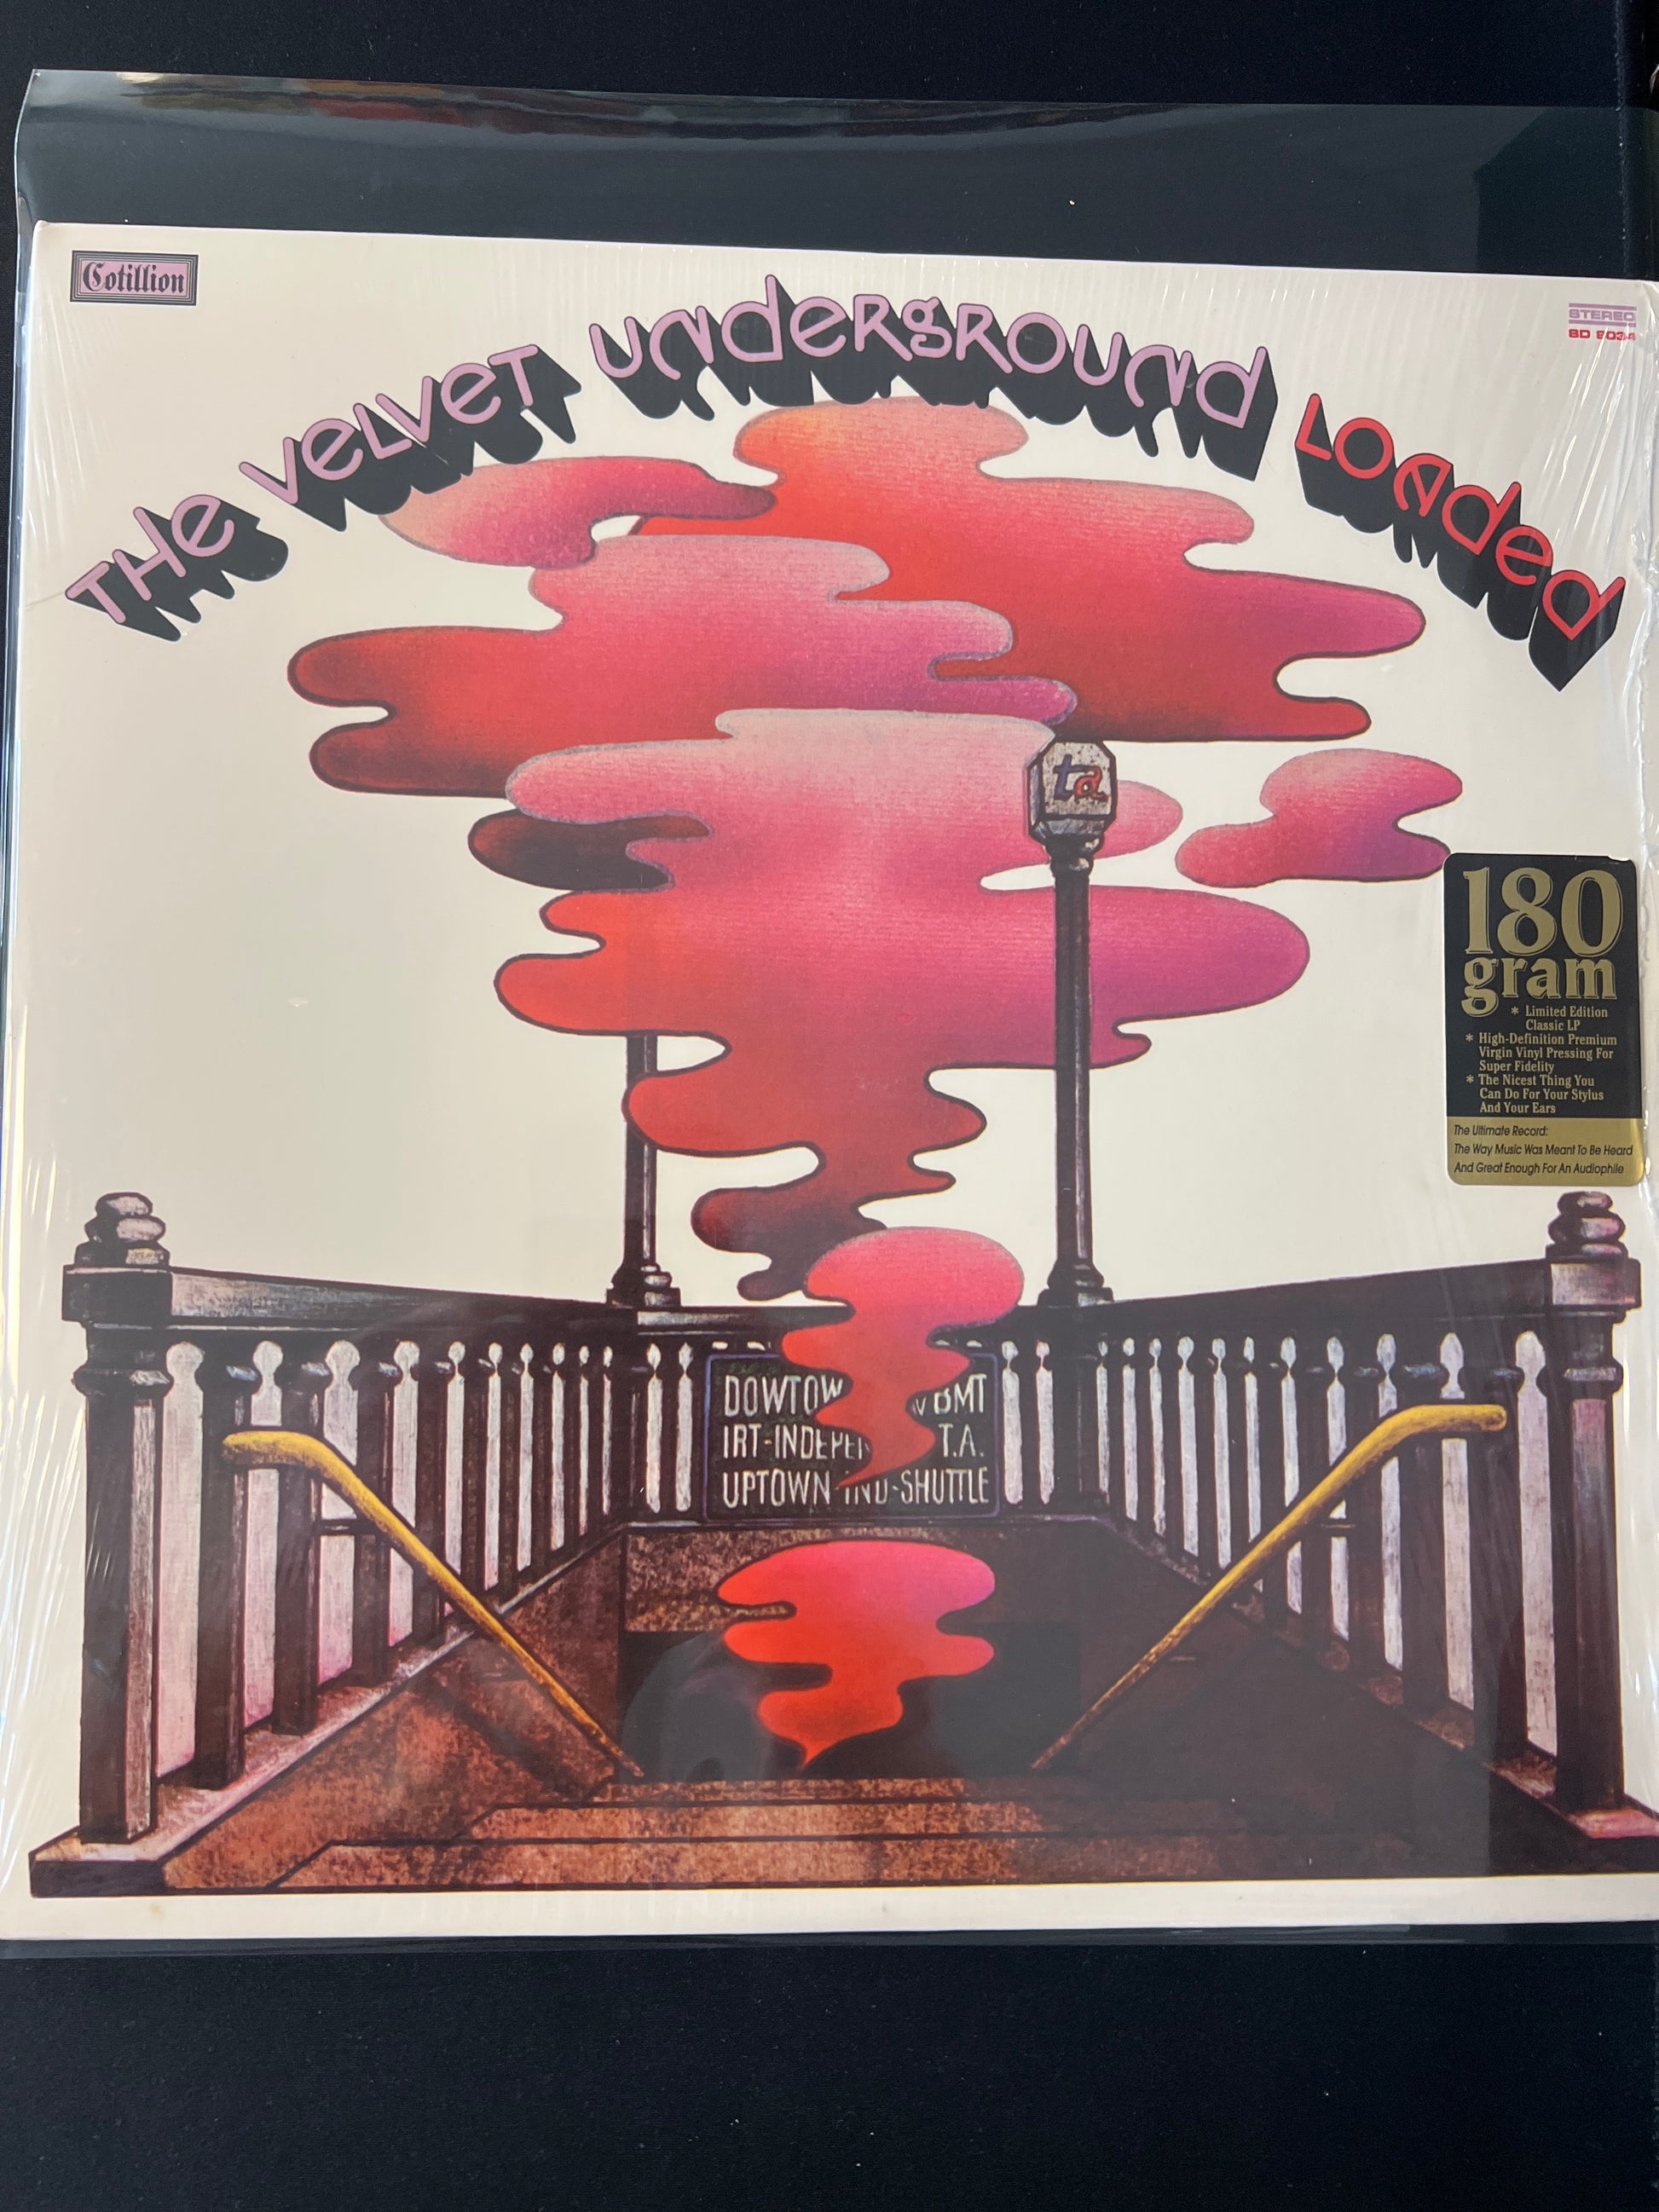 Cotillion
STEREO
SD 9034
THE VELVET UNDERGROUND LOADED
ta
180
gram
* Limited Edition
Classic LP
* High-Definition Premium
Virgin Vinyl Pressing For
Super Fidelity
* The Nicest Thing You
Can Do For Your Stylus
And Your Ears
The Ultimate Record:
The Way Music Was Meant To Be Heard
And Great Enough For An Audiophile
DOWTOW BMT
IRT-INDEPEN T.A.
UPTOWN-IND-SHUTTLE